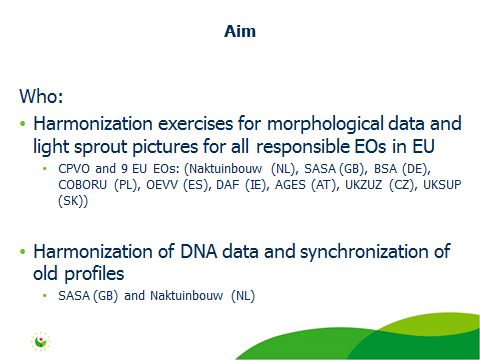 Aim
Who:
• Harmonization exercises for morphological data and
light sprout pictures for all responsible EOs in EU
• CPVO and 9 EU EOs: (Naktuinbouw (NL), SASA (GB), BSA (DE),
COBORU (PL), OEVV (ES), DAF (IE), AGES (AT), UKZUZ (CZ), UKSUP
(SK))
• Harmonization of DNA data and synchronization of
old profiles
• SASA (GB) and Naktuinbouw (NL)